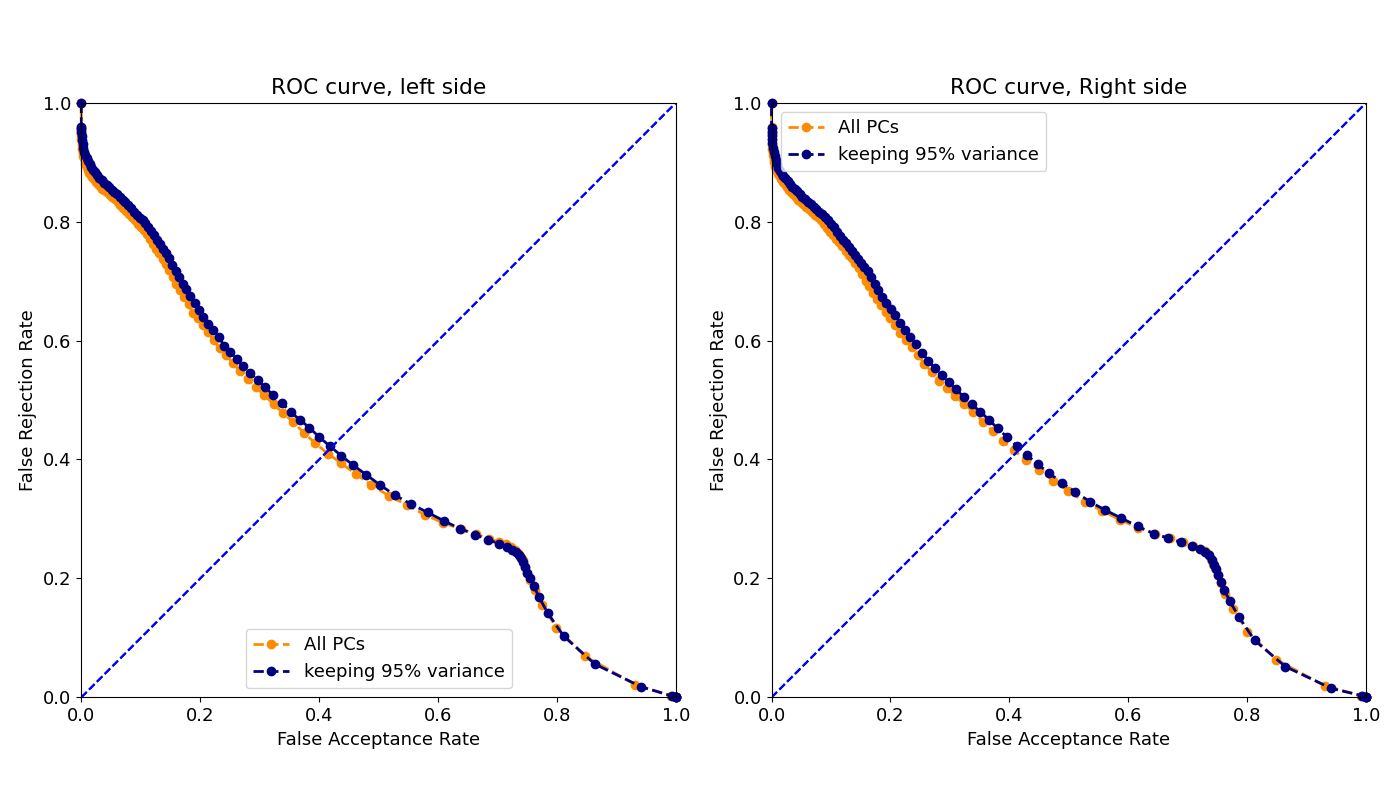 ROC curve, left side
False Rejection Rate
1.0
0.8
0.6
0.4
0.2
0.0
All PCs
keeping 95% variance
0.0 0.2 0.4 0.6 0.8 1.0
False Acceptance Rate
ROC curve, Right side
False Rejection Rate
1.0
0.8
0.6
0.4
0.2
0.0
All PCs
keeping 95% variance
0.0 0.2 0.4 0.6 0.8 1.0
False Acceptance Rate